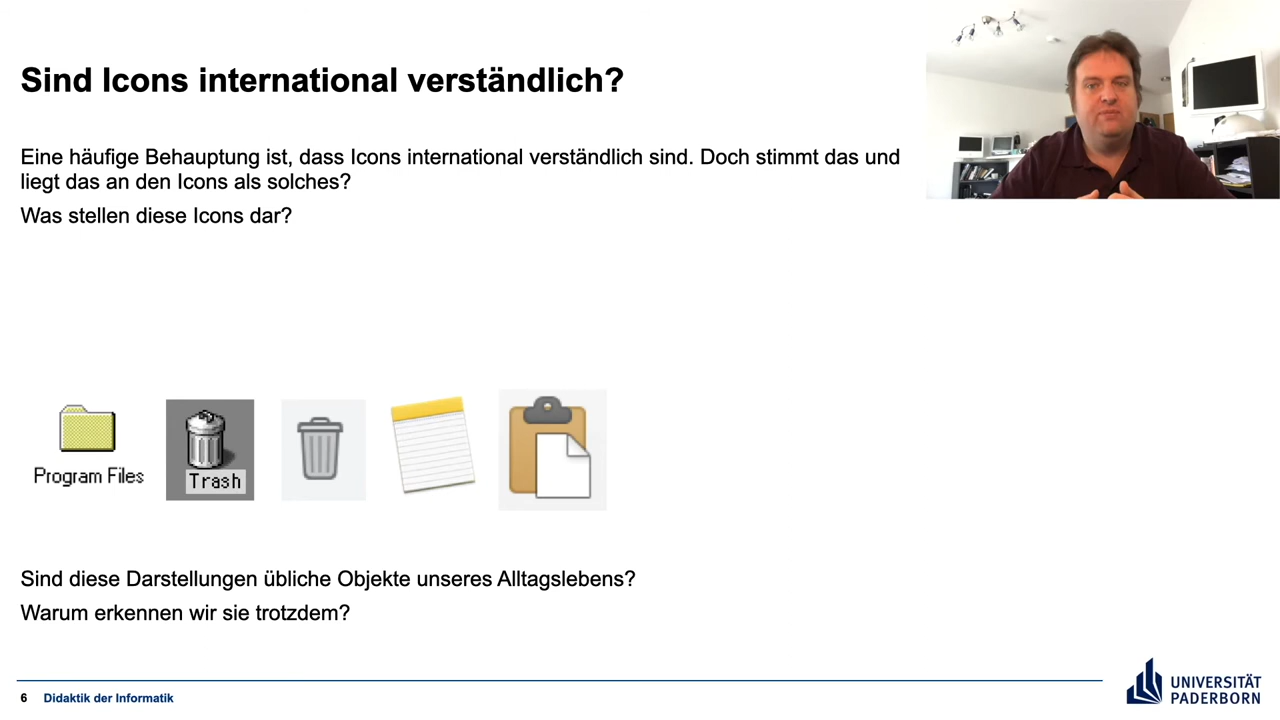 Sind Icons international verständlich?
Eine häufige Behauptung ist, dass Icons international verständlich sind. Doch stimmt das und
liegt das an den Icons als solches?
Was stellen diese Icons dar?
Program Files
Trash
Sind diese Darstellungen übliche Objekte unseres Alltagslebens?
Warum erkennen wir sie trotzdem?
6 Didaktik der Informatik
UNIVERSITÄT
PADERBORN